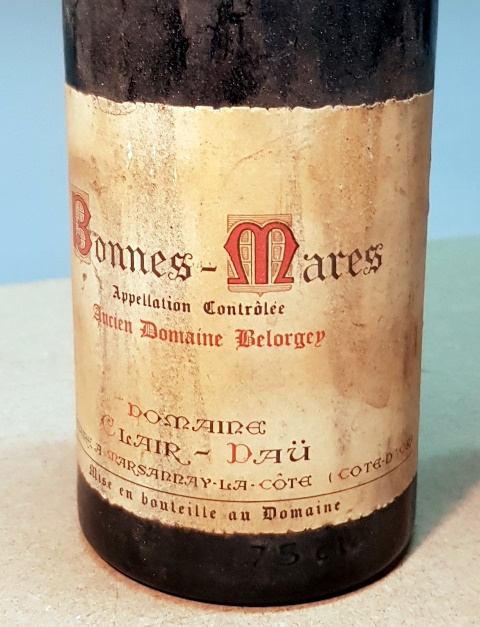 Bonnes-Mares
Appellation Contrôlée
Ancien Domaine Belorgey
DOMAINE
CLAIR-DAÜ
A MARSANNAY-LA-CÔTE (COTE-D'OR)
Mise en bouteille au Domaine
75 cl